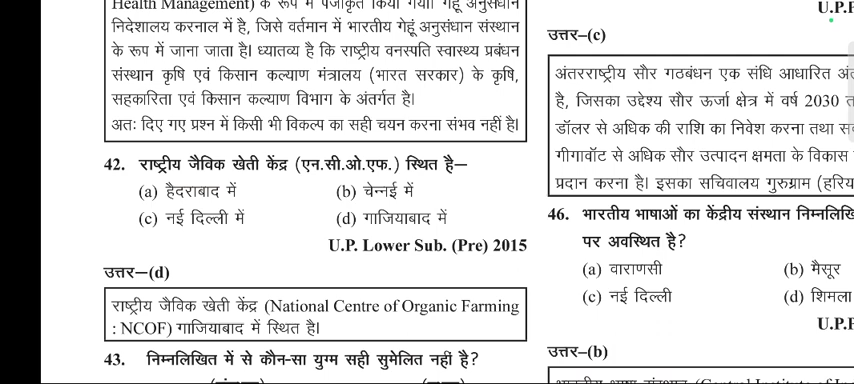 Health Management) के रूप में पंजीकृत किया गया। गेहूं अनुसंधान
निदेशालय करनाल में है, जिसे वर्तमान में भारतीय गेहूं अनुसंधान संस्थान
के रूप में जाना जाता है। ध्यातव्य है कि राष्ट्रीय वनस्पति स्वास्थ्य प्रबंधन
संस्थान कृषि एवं किसान कल्याण मंत्रालय (भारत सरकार) के कृषि,
सहकारिता एवं किसान कल्याण विभाग के अंतर्गत है।
अतः दिए गए प्रश्न में किसी भी विकल्प का सही चयन करना संभव नहीं है।
42. राष्ट्रीय जैविक खेती केंद्र (एन.सी.ओ.एफ.) स्थित है—
(a) हैदराबाद में (b) चेन्नई में
(c) नई दिल्ली में (d) गाजियाबाद में
U.P. Lower Sub. (Pre) 2015
उत्तर—(d)
राष्ट्रीय जैविक खेती केंद्र (National Centre of Organic Farming
: NCOF) गाजियाबाद में स्थित है।
43. निम्नलिखित में से कौन-सा युग्म सही सुमेलित नहीं है?
U.P.P
उत्तर—(c)
अंतरराष्ट्रीय सौर गठबंधन एक संधि आधारित
है, जिसका उद्देश्य सौर ऊर्जा क्षेत्र में वर्ष 2030
डॉलर से अधिक की राशि का निवेश करना तथा
गीगावॉट से अधिक सौर उत्पादन क्षमता के विकास
प्रदान करना है। इसका सचिवालय गुरुग्राम (हरिय
46. भारतीय भाषाओं का केंद्रीय संस्थान निम्नलिखि
पर अवस्थित है?
(a) वाराणसी (b) मैसूर
(c) नई दिल्ली (d) शिमला
U.P.P
उत्तर—(b)